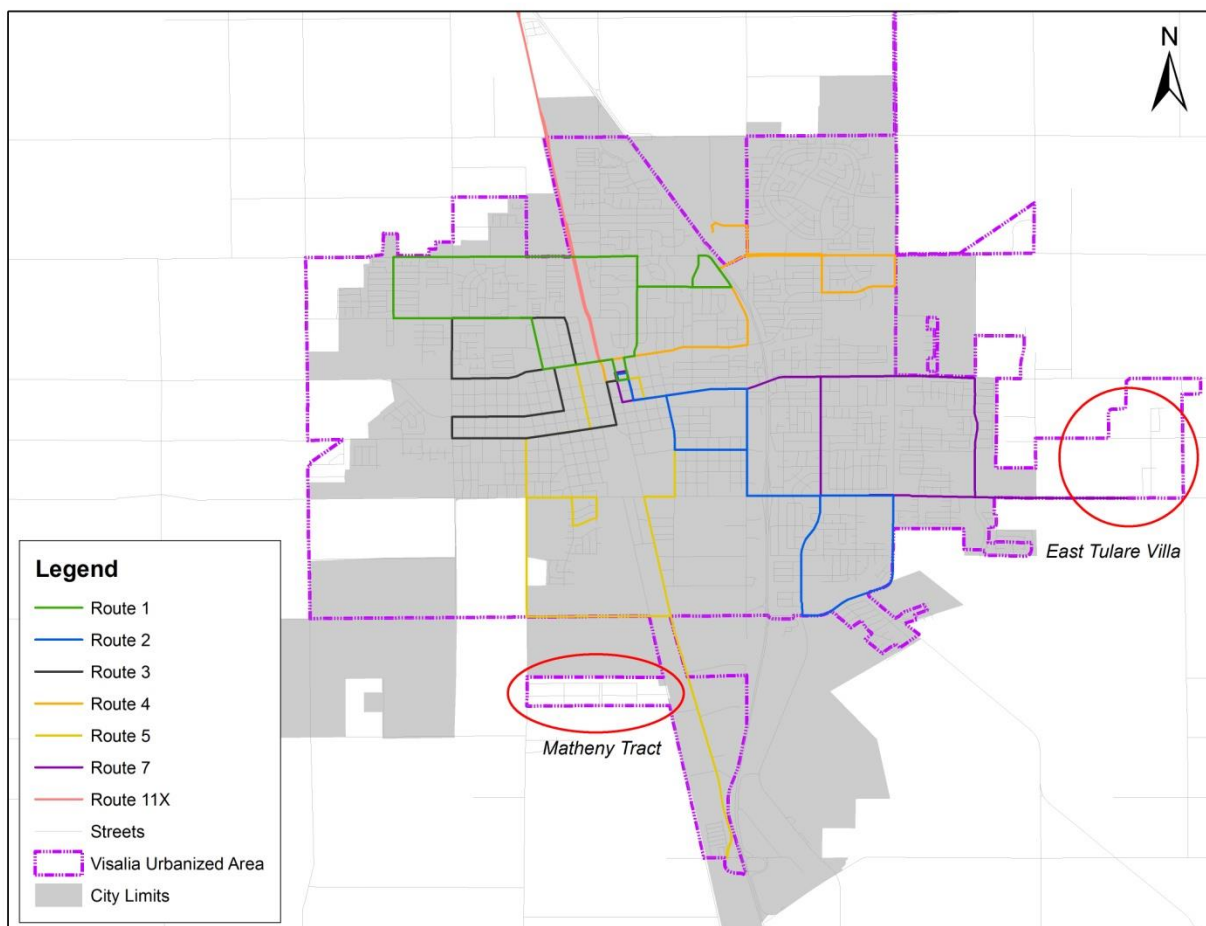 N
East Tulare Villa
Matheny Tract
Legend
Route 1
Route 2
Route 3
Route 4
Route 5
Route 7
Route 11X
Streets
Visalia Urbanized Area
City Limits